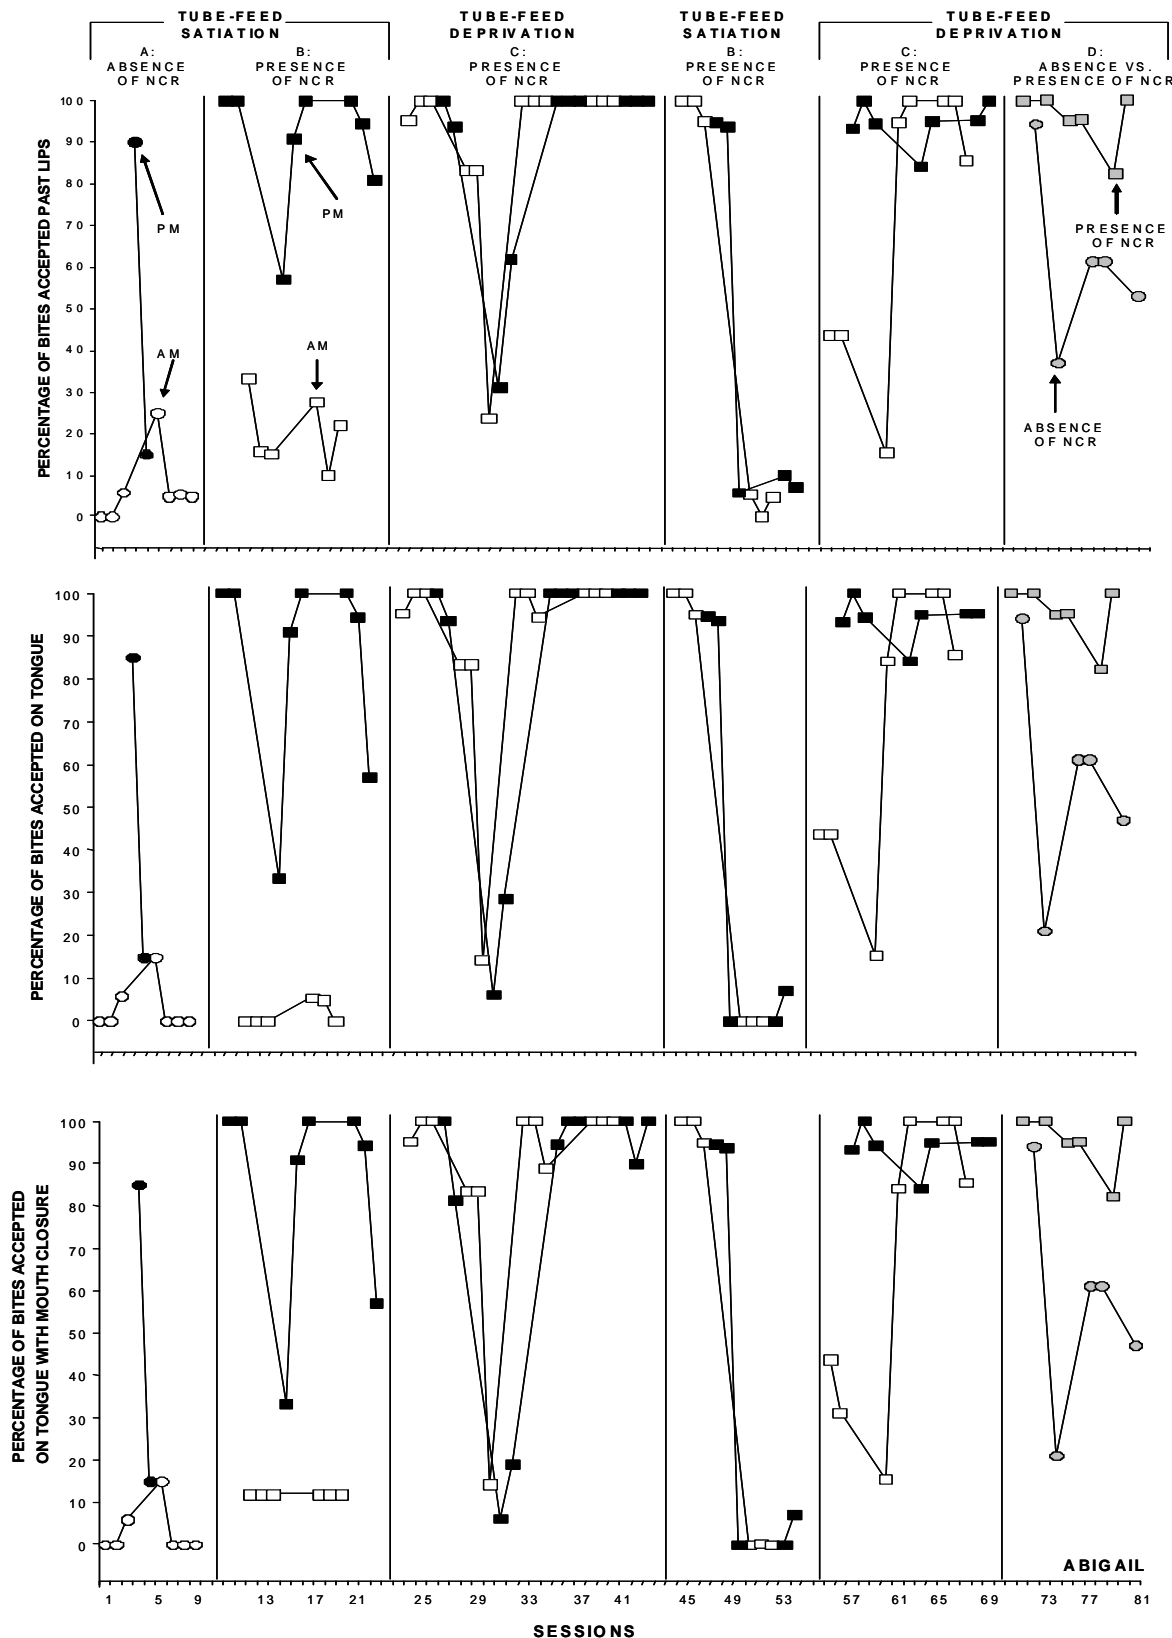 TUBE-FEED
SATIATION
TUBE-FEED
DEPRIVATION
TUBE-FEED
SATIATION
TUBE-FEED
DEPRIVATION
A:
ABSENCE
OF NCR
B:
PRESENCE
OF NCR
C:
PRESENCE
OF NCR
B:
PRESENCE
OF NCR
C:
PRESENCE
OF NCR
D:
ABSENCE VS.
PRESENCE OF NCR
PERCENTAGE OF BITES ACCEPTED PAST LIPS
100
90
80
70
60
50
40
30
20
10
0
PM
AM
PM
AM
PRESENCE
OF NCR
ABSENCE
OF NCR
PERCENTAGE OF BITES ACCEPTED ON TONGUE
100
90
80
70
60
50
40
30
20
10
0
PERCENTAGE OF BITES ACCEPTED
ON TONGUE WITH MOUTH CLOSURE
100
90
80
70
60
50
40
30
20
10
0
ABIGAIL
1 5 9 13 17 21 25 29 33 37 41 45 49 53 57 61 65 69 73 77 81
SESSIONS